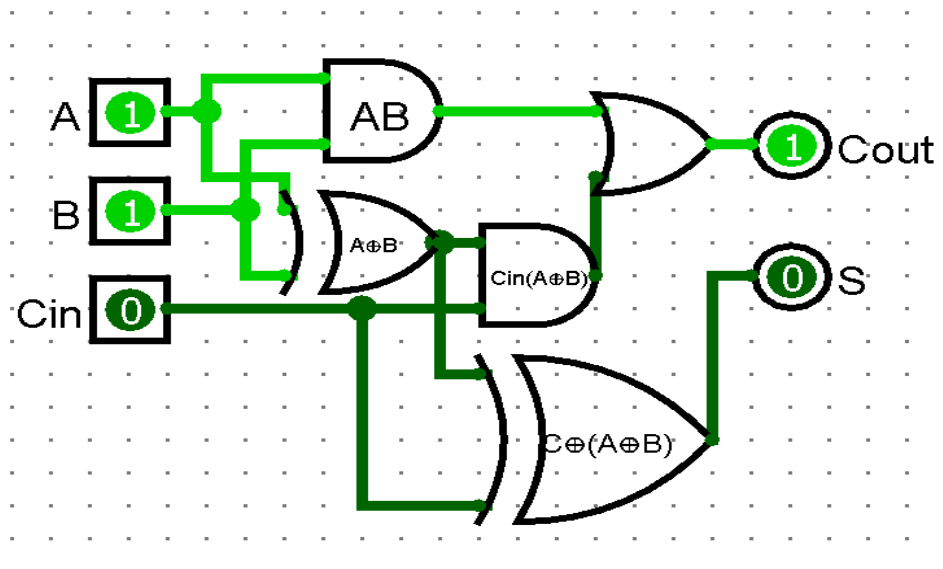 A 1
AB
1 Cout
B 1
A⊕B
Cin(A⊕B)
0 S
Cin 0
C⊕(A⊕B)